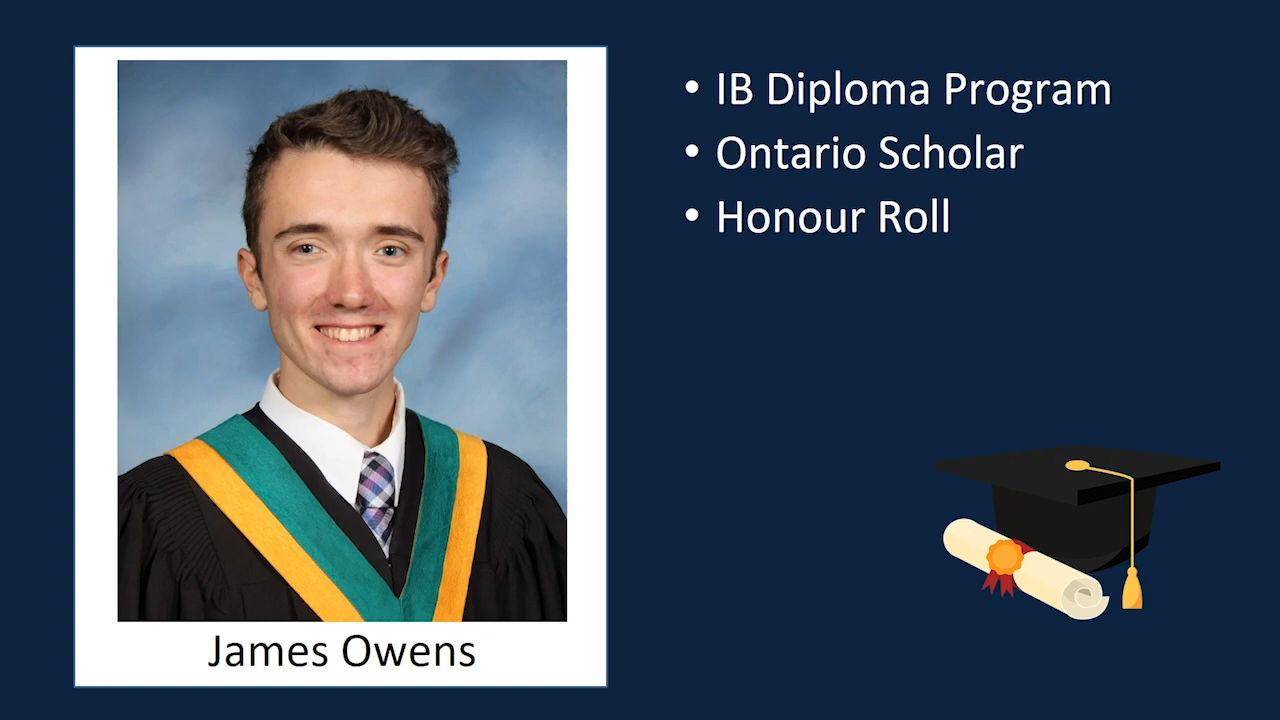 • IB Diploma Program
• Ontario Scholar
• Honour Roll
James Owens